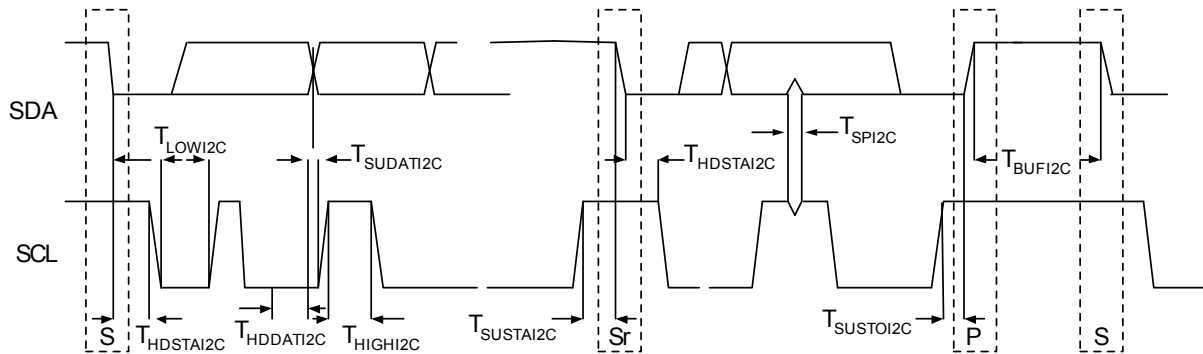 SDA
T_LOWI2C
T_SUDATI2C
T_HDSTAI2C
T_SPI2C
T_BUFI2C
SCL
S
T_HDSTAI2C
T_HDDATI2C
T_HIGHI2C
T_SUSTAI2C
Sr
T_SUSTOI2C
P
S